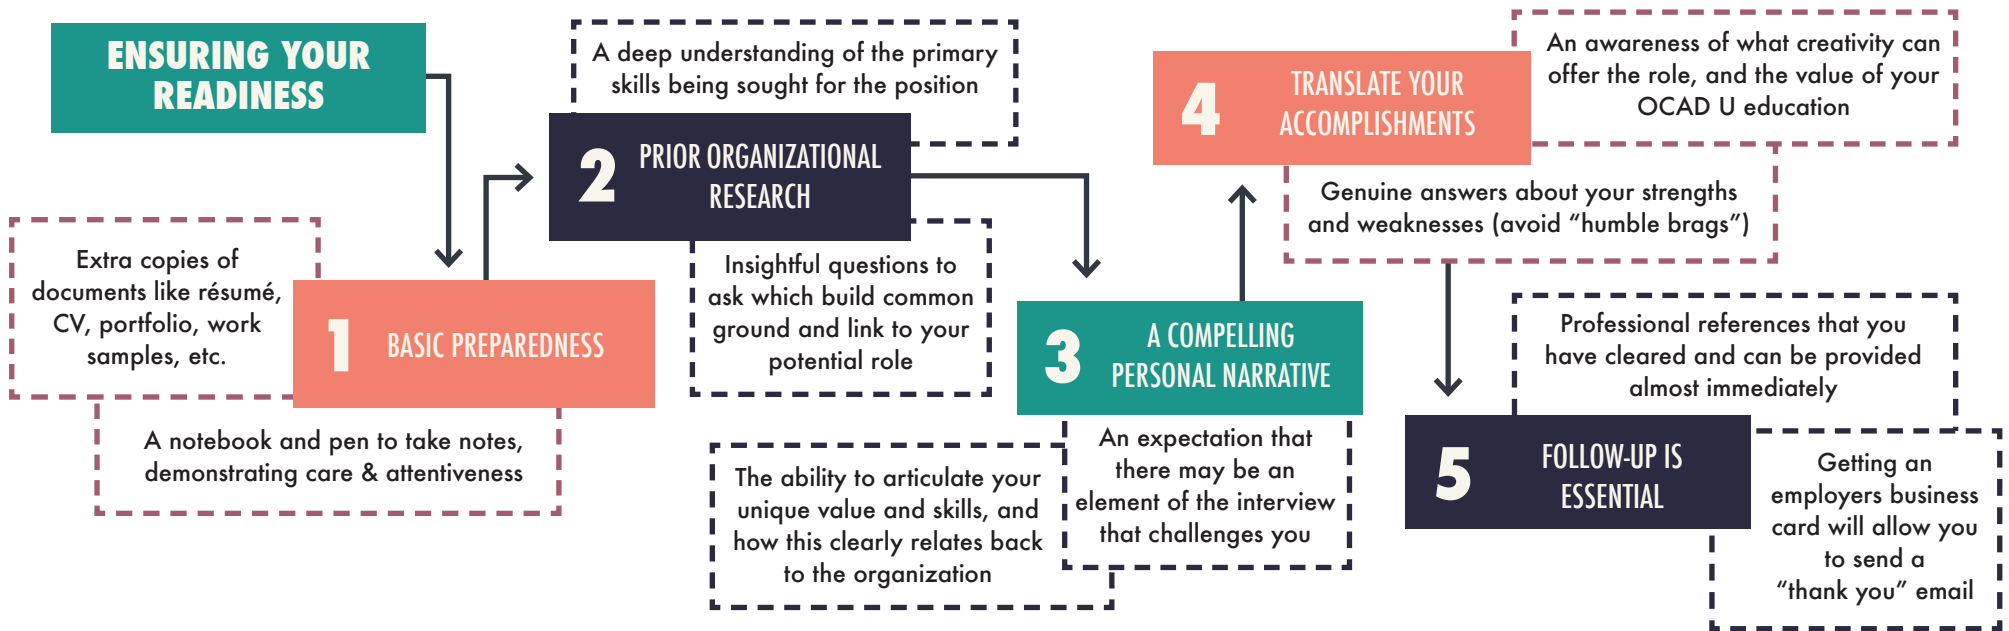 ENSURING YOUR
READINESS
Extra copies of
documents like résumé,
CV, portfolio, work
samples, etc.
1
BASIC PREPAREDNESS
A notebook and pen to take notes,
demonstrating care & attentiveness
A deep understanding of the primary
skills being sought for the position
2
PRIOR ORGANIZATIONAL
RESEARCH
Insightful questions to
ask which build common
ground and link to your
potential role
3
A COMPELLING
PERSONAL NARRATIVE
The ability to articulate your
unique value and skills, and
how this clearly relates back
to the organization
An expectation that
there may be an
element of the interview
that challenges you
4
TRANSLATE YOUR
ACCOMPLISHMENTS
An awareness of what creativity can
offer the role, and the value of your
OCAD U education
Genuine answers about your strengths
and weaknesses (avoid “humble brags”)
Professional references that you
have cleared and can be provided
almost immediately
5
FOLLOW-UP IS
ESSENTIAL
Getting an
employers business
card will allow you
to send a
“thank you” email